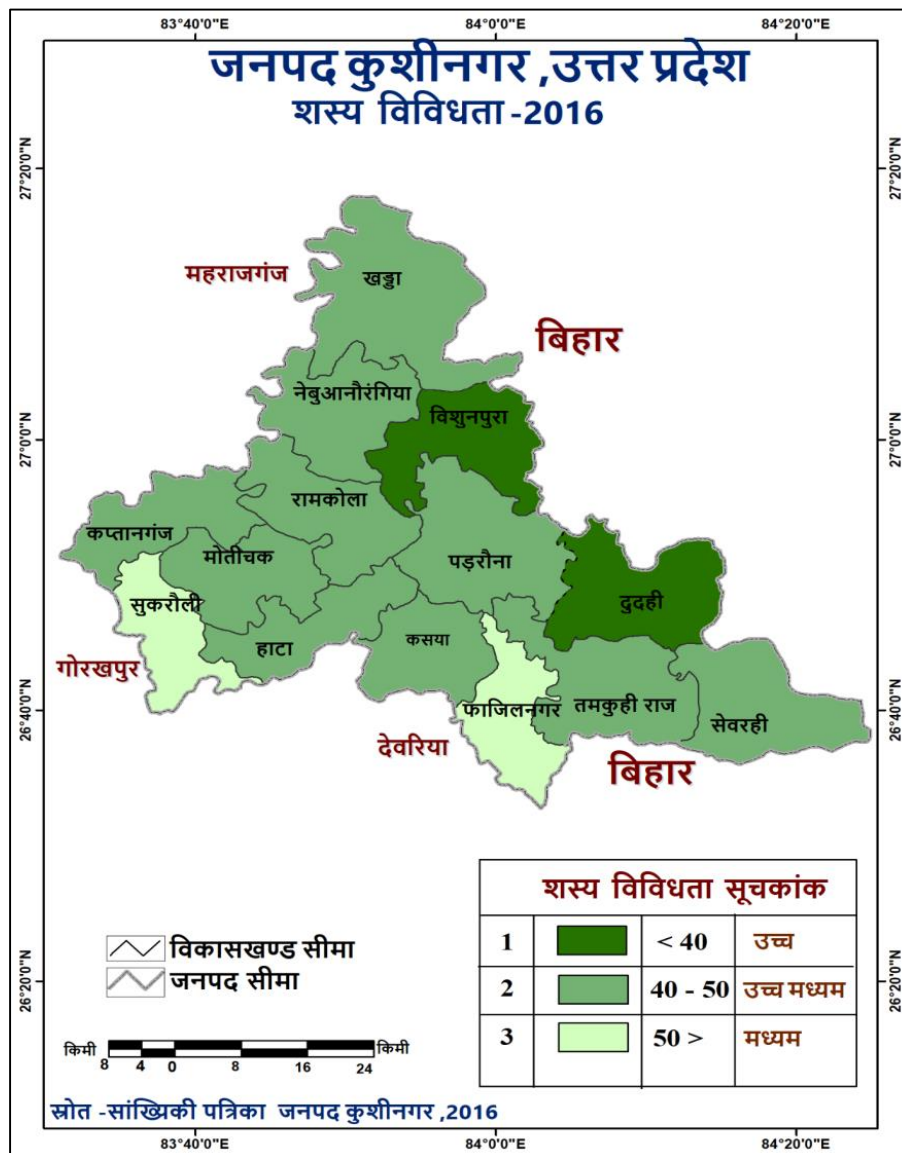 83°40'0"E 84°0'0"E 84°20'0"E
जनपद कुशीनगर ,उत्तर प्रदेश
शस्य विविधता -2016
27°20'0"N 27°20'0"N
महराजगंज
खड्डा
बिहार
नेबुआनौरंगिया
विशुनपुरा
27°0'0"N 27°0'0"N
रामकोला
कप्तानगंज
मोतीचक
पड़रौना
सुकरौली
दुदही
हाटा
कसया
गोरखपुर
फाजिलनगर
तमकुही राज
सेवरही
26°40'0"N 26°40'0"N
देवरिया
बिहार
शस्य विविधता सूचकांक
1 < 40 उच्च
2 40 - 50 उच्च मध्यम
3 50 > मध्यम
विकासखण्ड सीमा
जनपद सीमा
26°20'0"N 26°20'0"N
किमी किमी
8 4 0 8 16 24
स्रोत -सांख्यिकी पत्रिका जनपद कुशीनगर ,2016
83°40'0"E 84°0'0"E 84°20'0"E